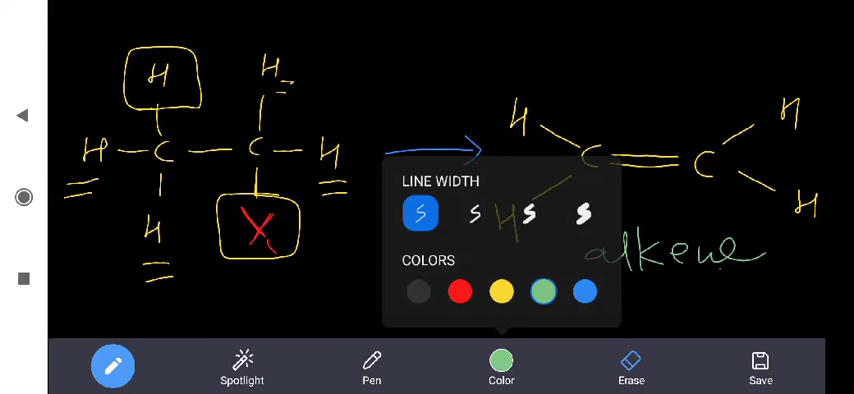 H H
H C C H H C C H
H X H H
LINE WIDTH
S S S S
COLORS
alkene
Spotlight Pen Color Erase Save